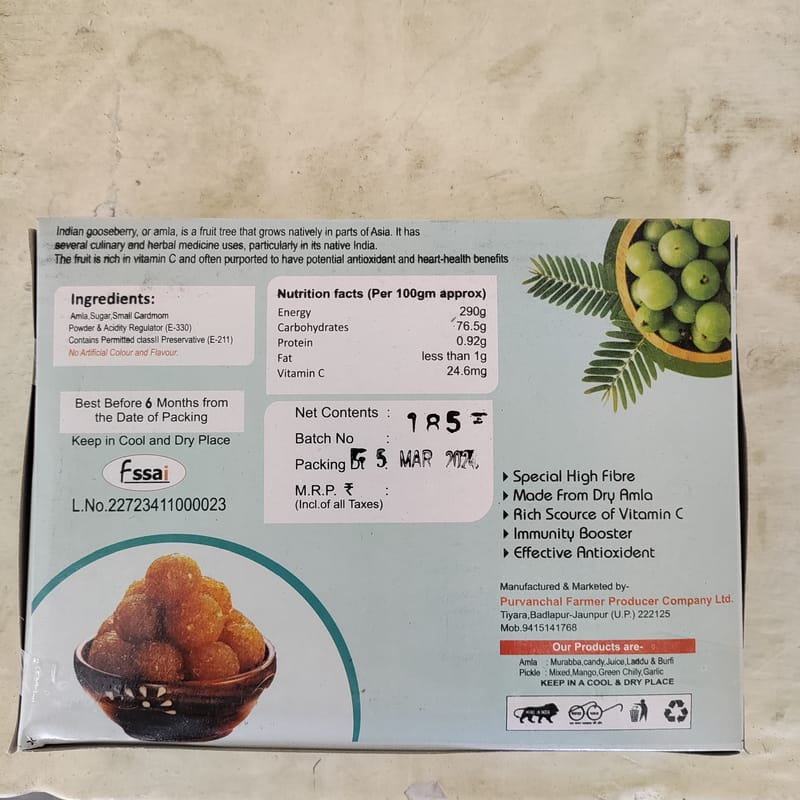 Indian gooseberry, or amla, is a fruit tree that grows natively in parts of Asia. It has
several culinary and herbal medicine uses, particularly in its native India.
The fruit is rich in vitamin C and often purported to have potential antioxidant and heart-health benefits
Ingredients:
Amla,Sugar,Small Cardmom
Powder & Acidity Regulator (E-330)
Contains Permitted classII Preservative (E-211)
No Artificial Colour and Flavour.
Nutrition facts (Per 100gm approx)
Energy 290g
Carbohydrates 76.5g
Protein 0.92g
Fat less than 1g
Vitamin C 24.6mg
Best Before 6 Months from
the Date of Packing
Keep in Cool and Dry Place
fssai
L.No.22723411000023
Net Contents :
Batch No :
185
Packing Dt 5 MAR
M.R.P. ₹ :
(Incl.of all Taxes)
Special High Fibre
Made From Dry Amla
Rich Scource of Vitamin C
Immunity Booster
Effective Antioxident
Manufactured & Marketed by-
Purvanchal Farmer Producer Company Ltd.
Tiyara,Badlapur-Jaunpur (U.P.) 222125
Mob.9415141768
Our Products are-
Amla : Murabba,candy,Juice,Laddu & Burfi
Pickle : Mixed,Mango,Green Chilly,Garlic
KEEP IN A COOL & DRY PLACE
MAKE IN INDIA